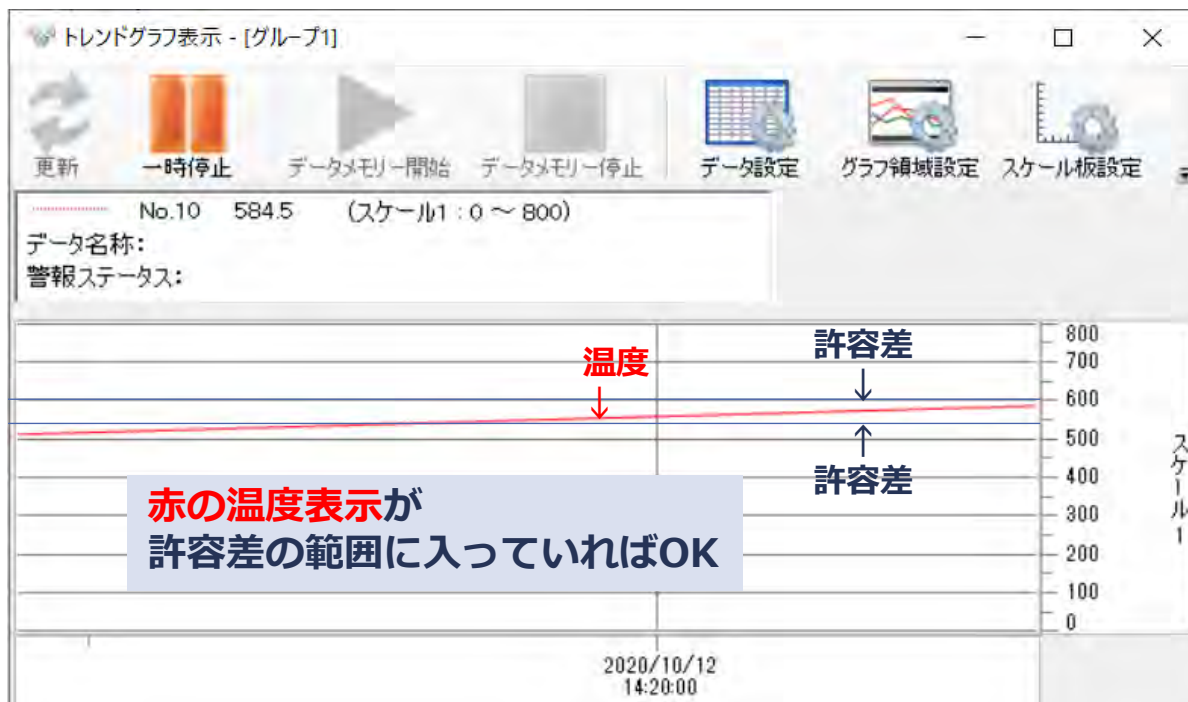 トレンドグラフ表示 - [グループ1]
更新 一時停止 データメモリー開始 データメモリー停止 データ設定 グラフ領域設定 スケール板設定
No.10 584.5 (スケール1 : 0 ～ 800)
データ名称:
警報ステータス:
800
700
600
500
400
300
200
100
0
スケール1
温度
↓
許容差
↓
↑
許容差
赤の温度表示が
許容差の範囲に入っていればOK
2020/10/12
14:20:00